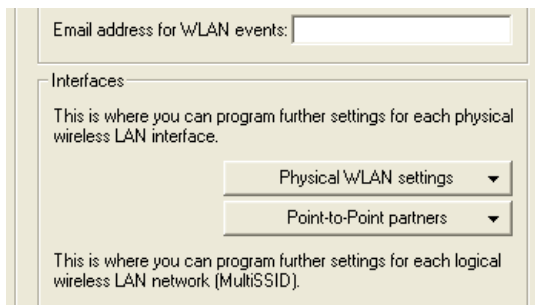 Email address for WLAN events:
Interfaces
This is where you can program further settings for each physical
wireless LAN interface.
Physical WLAN settings
Point-to-Point partners
This is where you can program further settings for each logical
wireless LAN network (MultiSSID).